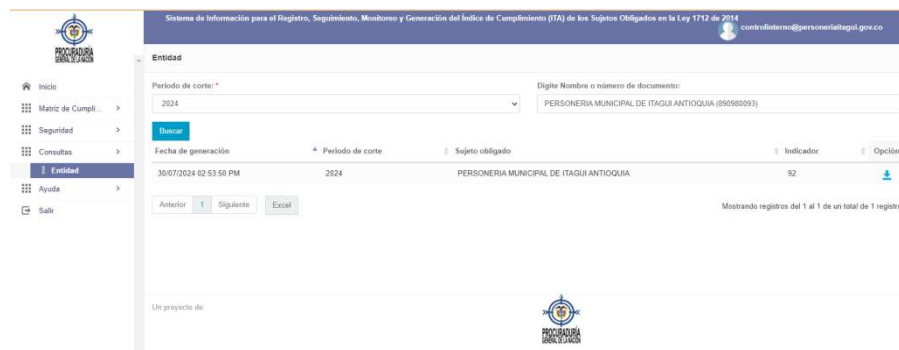 Sistema de Información para el Registro, Seguimiento, Monitoreo y Generación del Índice de Cumplimiento (ITA) de los Sujetos Obligados en la Ley 1712 de 2014
controlinterno@personeriaitagui.gov.co
PROCURADURÍA
GENERAL DE LA NACIÓN
Inicio
Matriz de Cumpli...
Seguridad
Consultas
Entidad
Ayuda
Salir
Entidad
Periodo de corte: *
Digite Nombre o número de documento:
2024
PERSONERIA MUNICIPAL DE ITAGUI ANTIOQUIA (890980093)
Buscar
Fecha de generación Periodo de corte Sujeto obligado Indicador Opción
30/07/2024 02:53:50 PM 2024 PERSONERIA MUNICIPAL DE ITAGUI ANTIOQUIA 92
Anterior 1 Siguiente Excel
Mostrando registros del 1 al 1 de un total de 1 registr
Un proyecto de:
PROCURADURÍA
GENERAL DE LA NACIÓN